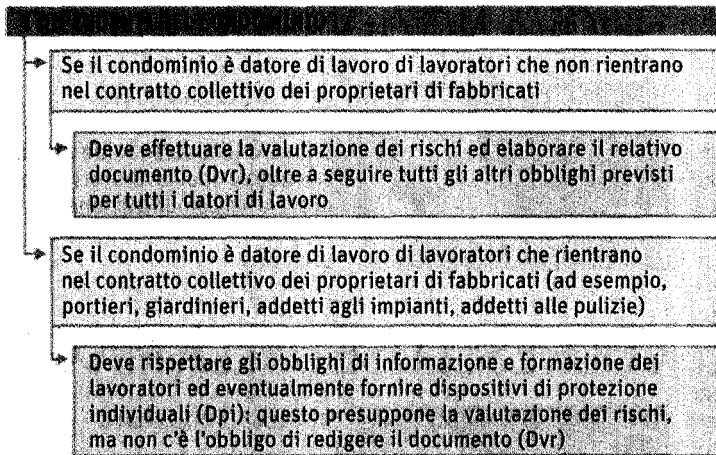 Se il condominio è datore di lavoro di lavoratori che non rientrano
nel contratto collettivo dei proprietari di fabbricati
Deve effettuare la valutazione dei rischi ed elaborare il relativo
documento (Dvr), oltre a seguire tutti gli altri obblighi previsti
per tutti i datori di lavoro
Se il condominio è datore di lavoro di lavoratori che rientrano
nel contratto collettivo dei proprietari di fabbricati (ad esempio,
portieri, giardinieri, addetti agli impianti, addetti alle pulizie)
Deve rispettare gli obblighi di informazione e formazione dei
lavoratori ed eventualmente fornire dispositivi di protezione
individuali (Dpi): questo presuppone la valutazione dei rischi,
ma non c'è l'obbligo di redigere il documento (Dvr)